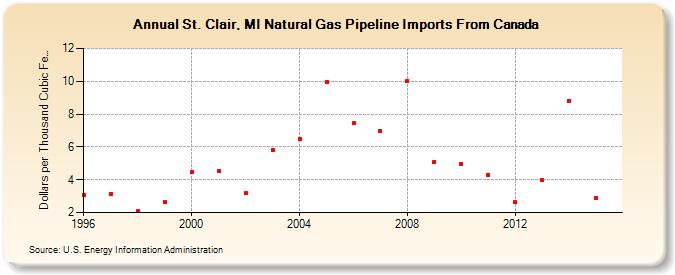 Annual St. Clair, MI Natural Gas Pipeline Imports From Canada
Dollars per Thousand Cubic Fe...
12
10
8
6
4
2
1996 2000 2004 2008 2012
Source: U.S. Energy Information Administration